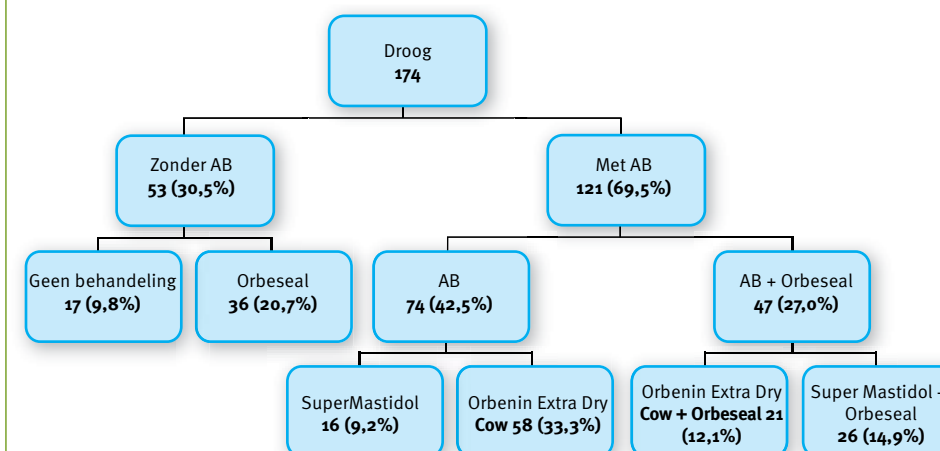 Droog
174
Zonder AB
53 (30,5%)
Met AB
121 (69,5%)
Geen behandeling
17 (9,8%)
Orbeseal
36 (20,7%)
AB
74 (42,5%)
AB + Orbeseal
47 (27,0%)
SuperMastidol
16 (9,2%)
Orbenin Extra Dry
Cow 58 (33,3%)
Orbenin Extra Dry
Cow + Orbeseal 21
(12,1%)
Super Mastidol +
Orbeseal
26 (14,9%)